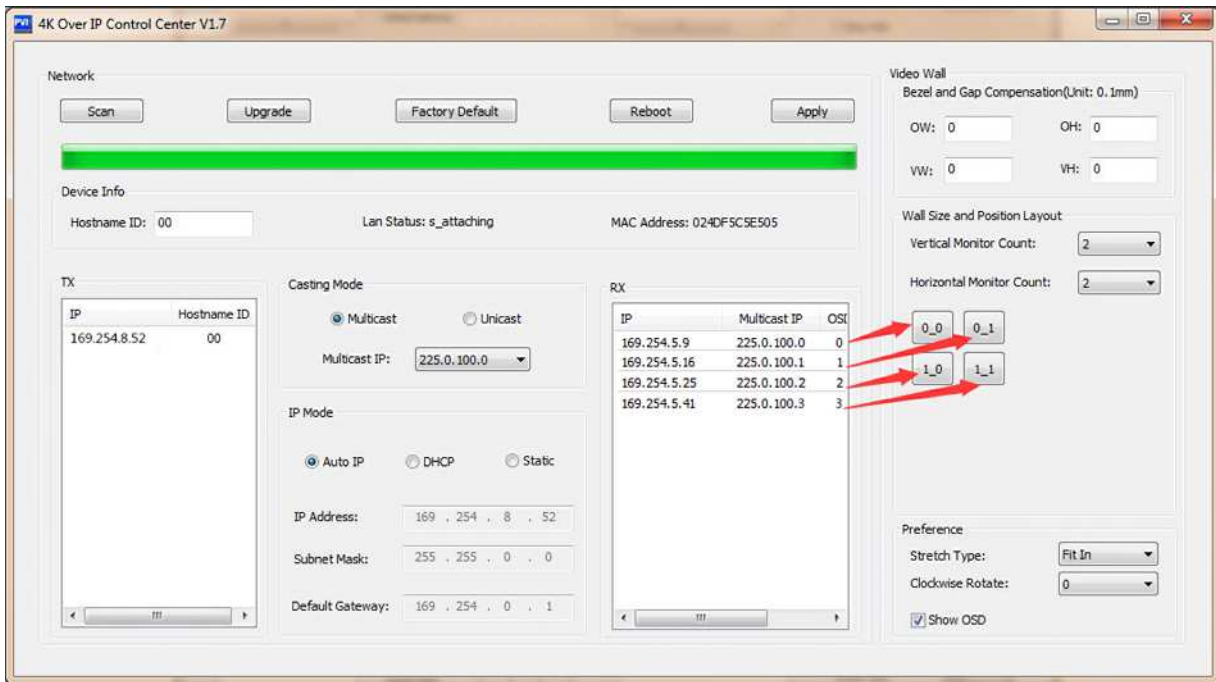 PVI 4K Over IP Control Center V1.7
Network
Scan Upgrade Factory Default Reboot Apply
Device Info
Hostname ID: 00 Lan Status: s_attaching MAC Address: 024DF5C5E505
TX
IP Hostname ID
169.254.8.52 00
Casting Mode
Multicast Unicast
Multicast IP: 225.0.100.0
IP Mode
Auto IP DHCP Static
IP Address: 169 . 254 . 8 . 52
Subnet Mask: 255 . 255 . 0 . 0
Default Gateway: 169 . 254 . 0 . 1
RX
IP Multicast IP OSD
169.254.5.9 225.0.100.0 0
169.254.5.16 225.0.100.1 1
169.254.5.25 225.0.100.2 2
169.254.5.41 225.0.100.3 3
Video Wall
Bezel and Gap Compensation(Unit: 0.1mm)
OW: 0 OH: 0
VW: 0 VH: 0
Wall Size and Position Layout
Vertical Monitor Count: 2
Horizontal Monitor Count: 2
0_0 0_1
1_0 1_1
Preference
Stretch Type: Fit In
Clockwise Rotate: 0
Show OSD